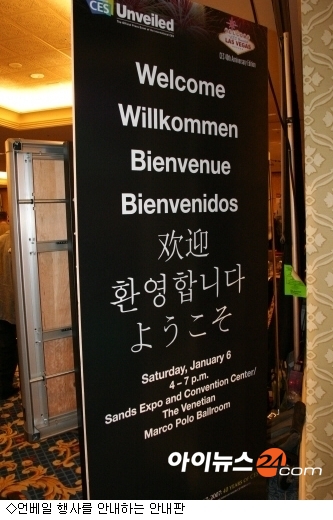 CES Unveiled
LAS VEGAS
Welcome
Willkommen
Bienvenue
Bienvenidos
欢迎
환영합니다
ようこそ
Saturday, January 6
4 – 7 p.m.
Sands Expo and Convention Center/
The Venetian
Marco Polo Ballroom
아이뉴스24.com
◇언베일 행사를 안내하는 안내판